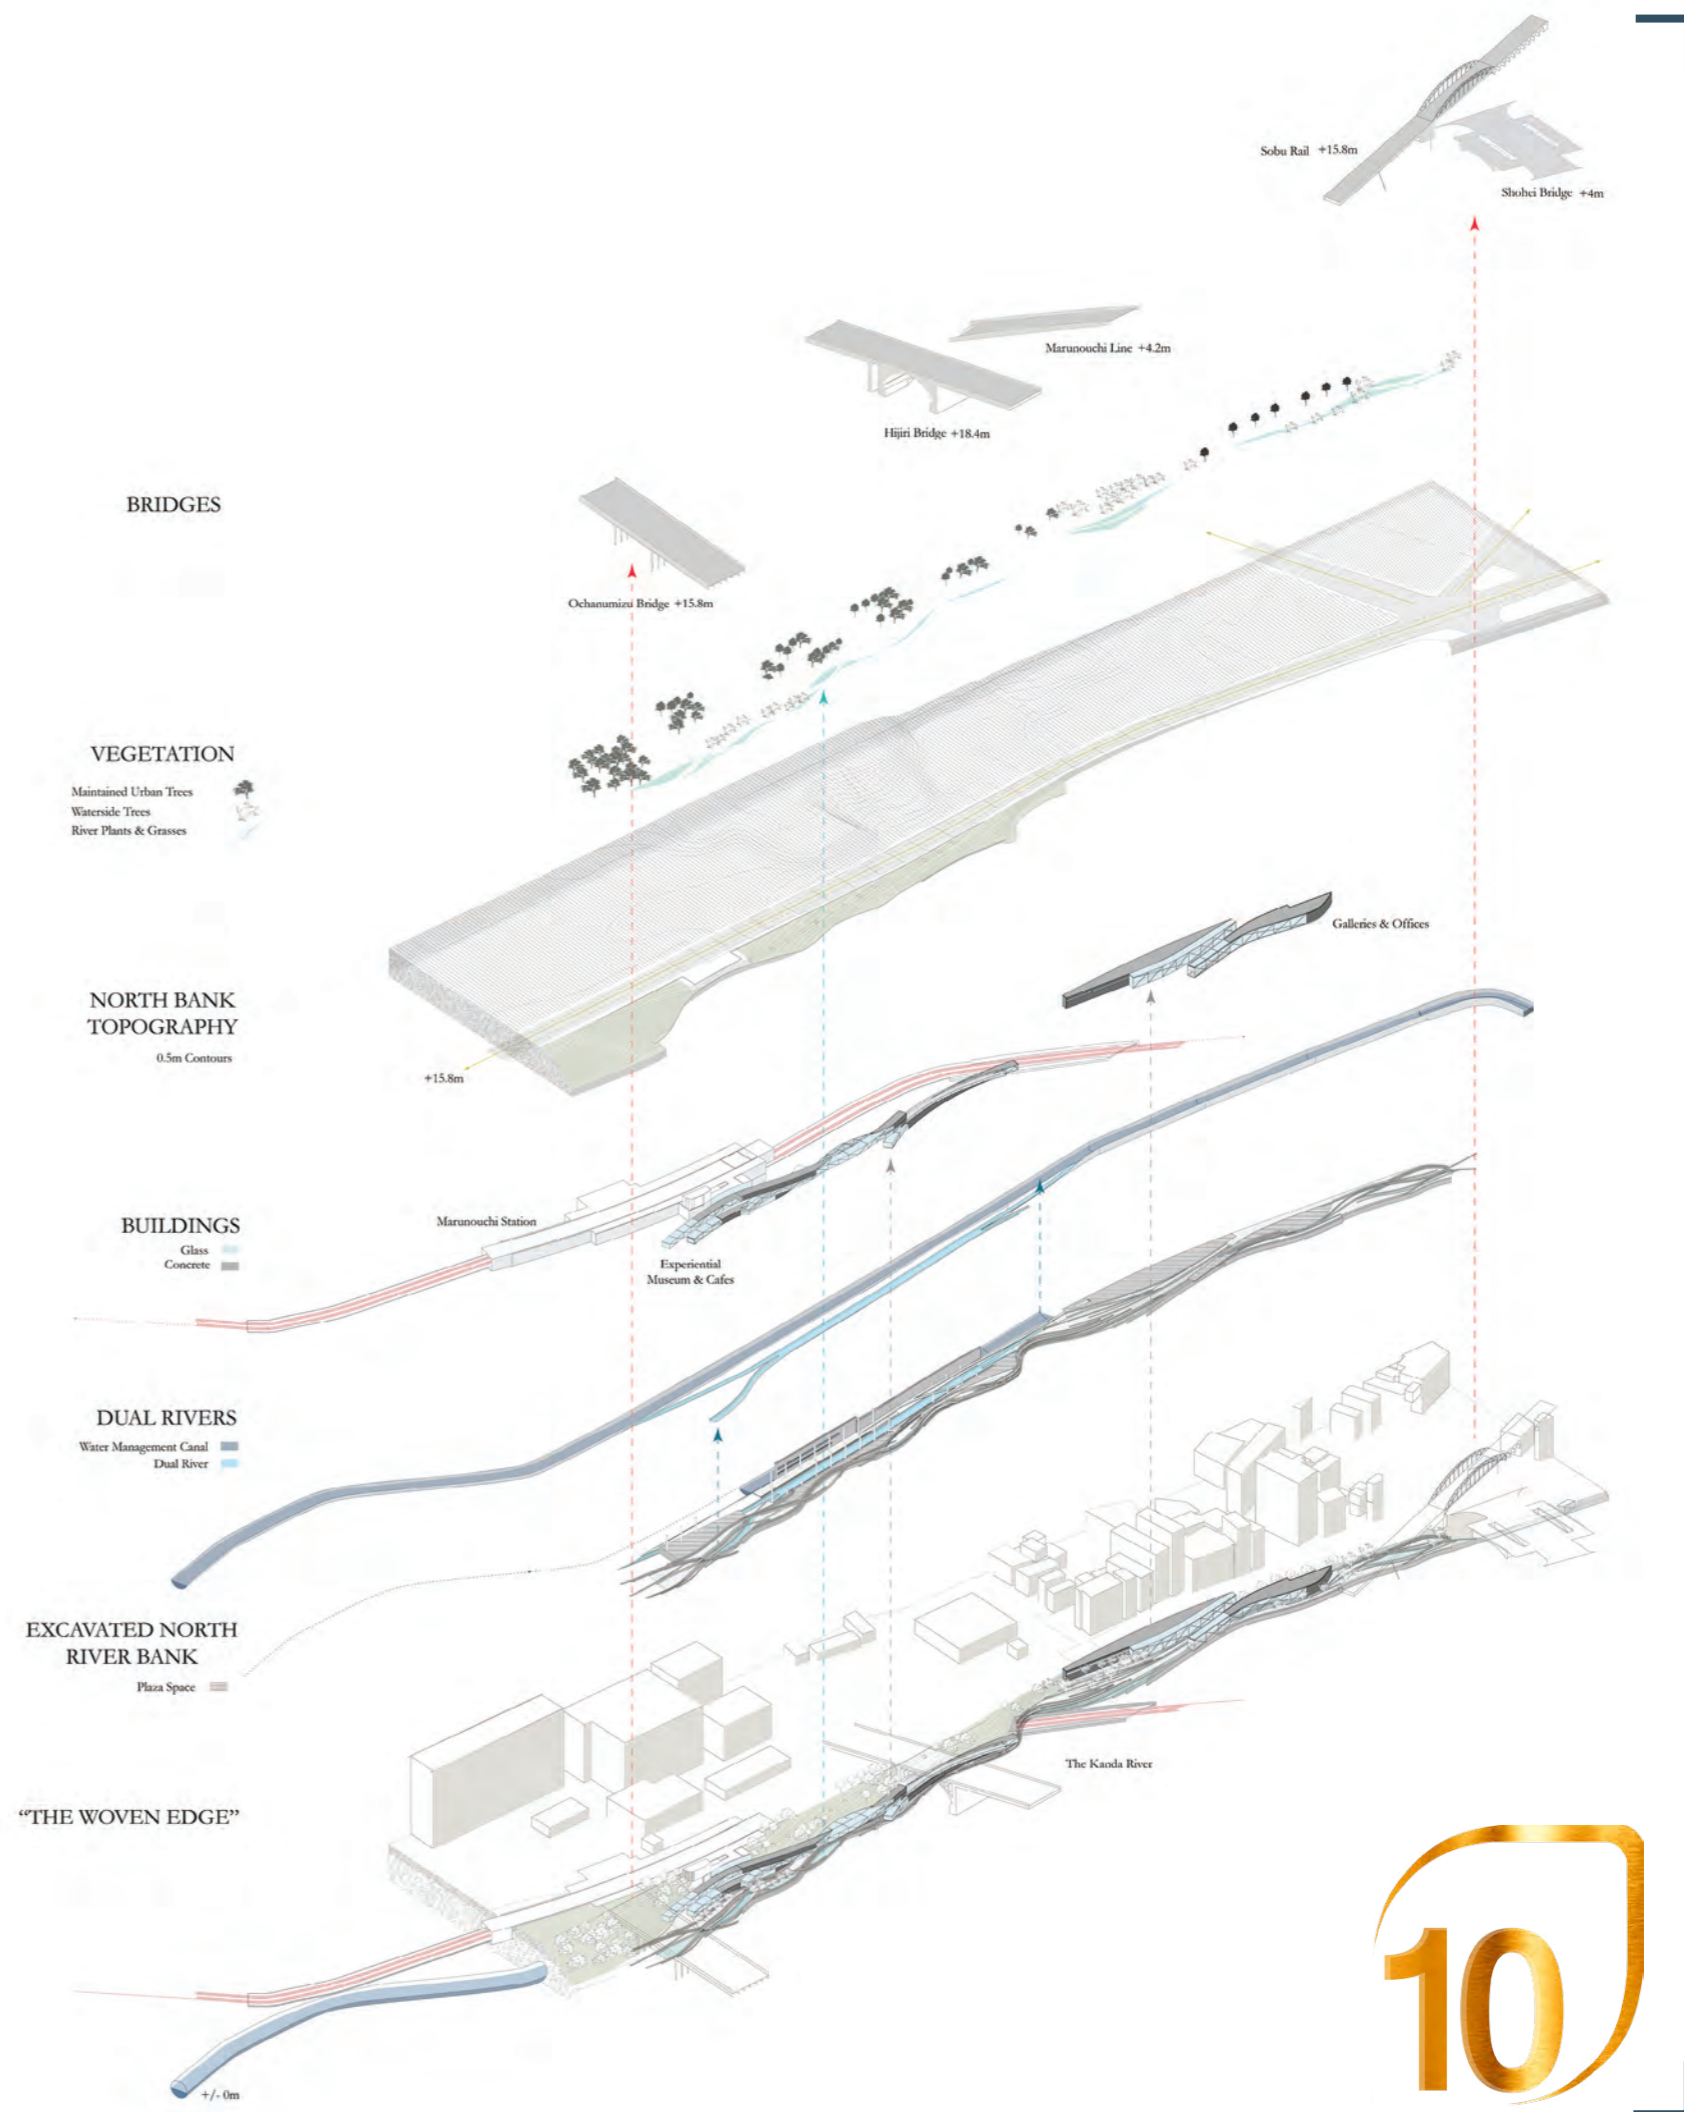 Sobu Rail +15.8m
Shohei Bridge +4m
Marunouchi Line +4.2m
Hijiri Bridge +18.4m
BRIDGES
Ochanumizu Bridge +15.8m
VEGETATION
Maintained Urban Trees
Waterside Trees
River Plants & Grasses
Galleries & Offices
NORTH BANK
TOPOGRAPHY
0.5m Contours
+15.8m
BUILDINGS
Glass
Concrete
Marunouchi Station
Experiential
Museum & Cafes
DUAL RIVERS
Water Management Canal
Dual River
EXCAVATED NORTH
RIVER BANK
Plaza Space
The Kanda River
“THE WOVEN EDGE”
+/- 0m
10